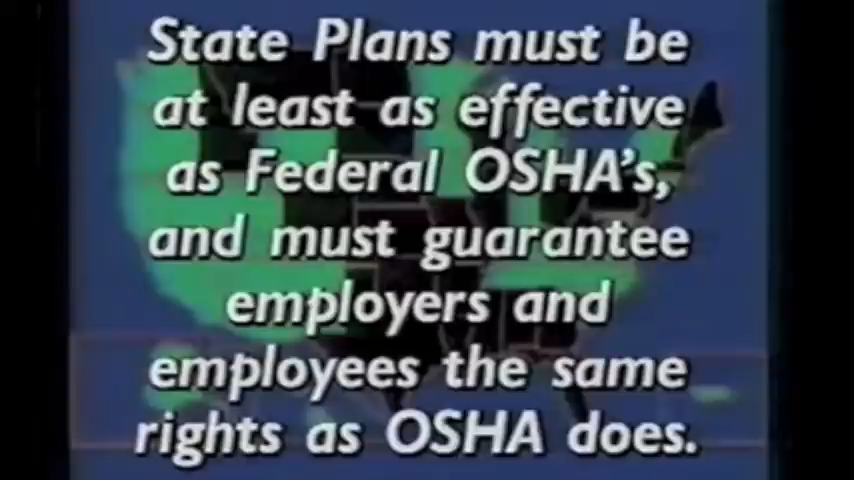 State Plans must be
at least as effective
as Federal OSHA's,
and must guarantee
employers and
employees the same
rights as OSHA does.